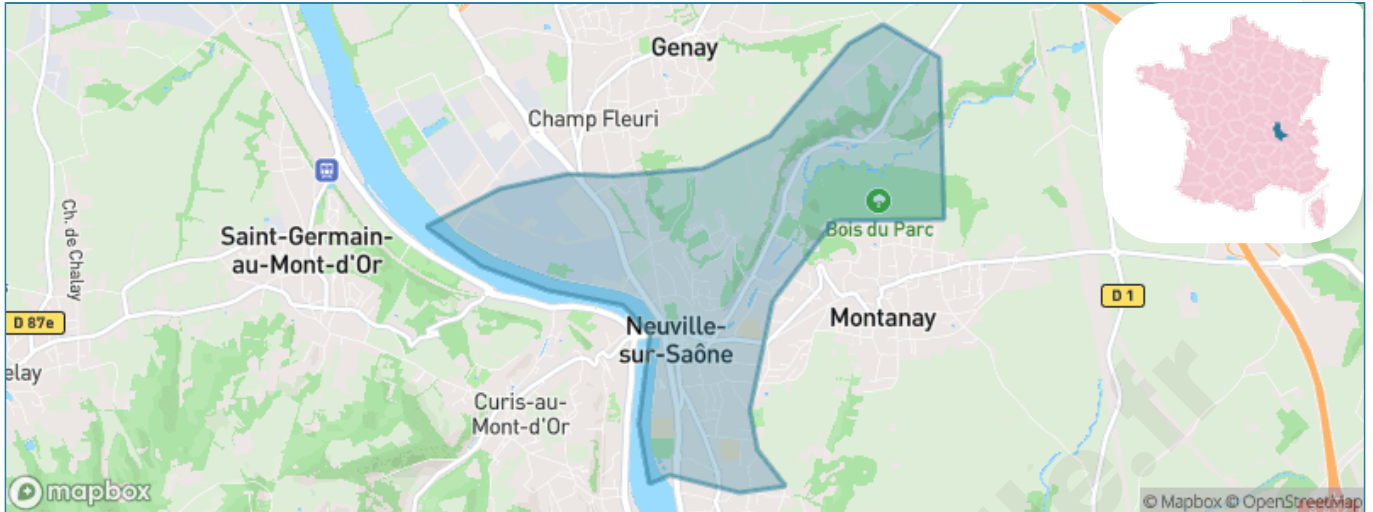 Genay
Champ Fleuri
Ch. de Chalay
Saint-Germain-
au-Mont-d'Or
Bois du Parc
D 1
D 87e
Neuville-
sur-Saône
Montanay
elay
Curis-au-
Mont-d'Or
mapbox
© Mapbox © OpenStreetMap